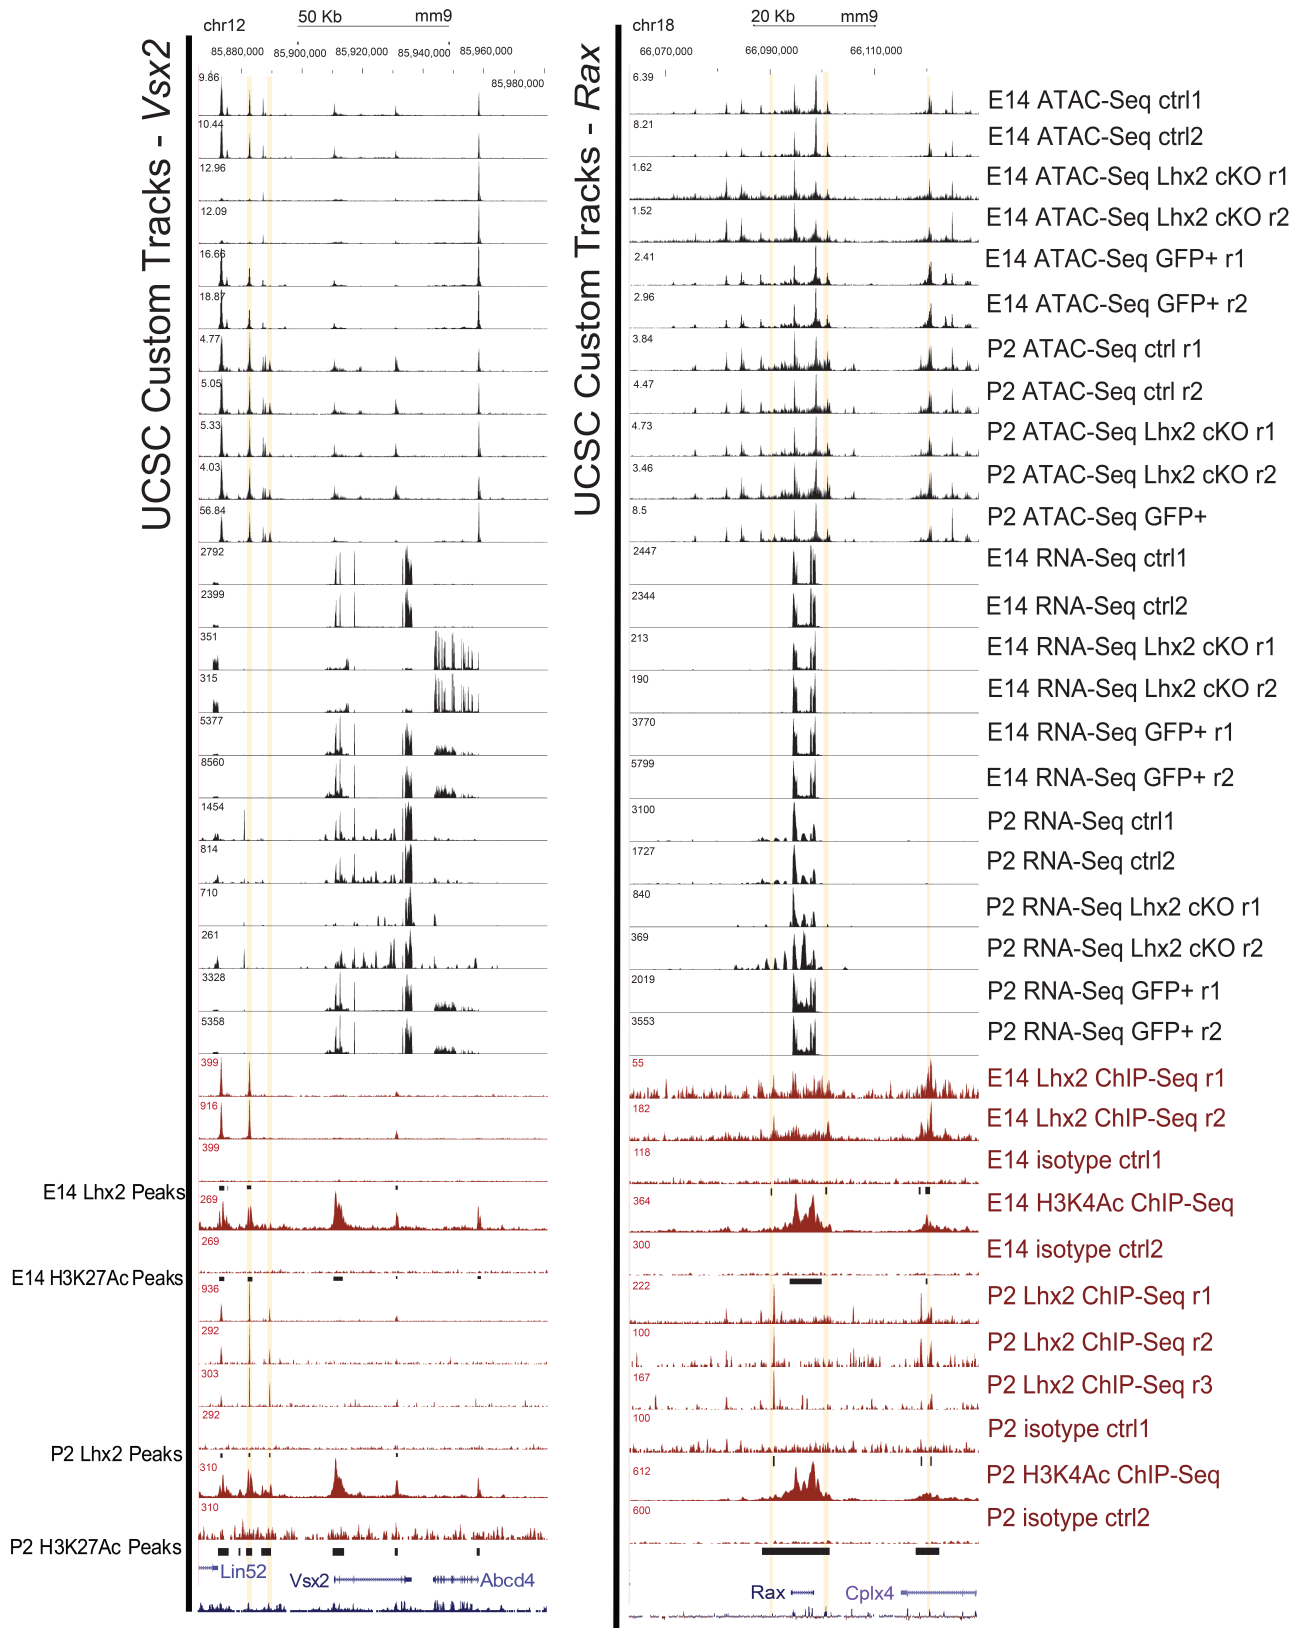 UCSC Custom Tracks - Vsx2
chr12
50 Kb
mm9
85,880,000
85,900,000
85,920,000
85,940,000
85,960,000
85,980,000
9.86
10.44
12.96
12.09
16.66
18.87
4.77
5.05
5.33
4.03
56.84
2792
2399
351
315
5377
8560
1454
814
710
261
3328
5358
399
916
399
E14 Lhx2 Peaks
269
269
E14 H3K27Ac Peaks
936
292
303
292
P2 Lhx2 Peaks
310
310
P2 H3K27Ac Peaks
Lin52
Vsx2
Abcd4
UCSC Custom Tracks - Rax
chr18
20 Kb
mm9
66,070,000
66,090,000
66,110,000
6.39
E14 ATAC-Seq ctrl1
8.21
E14 ATAC-Seq ctrl2
1.62
E14 ATAC-Seq Lhx2 cKO r1
1.52
E14 ATAC-Seq Lhx2 cKO r2
2.41
E14 ATAC-Seq GFP+ r1
2.96
E14 ATAC-Seq GFP+ r2
3.84
P2 ATAC-Seq ctrl r1
4.47
P2 ATAC-Seq ctrl r2
4.73
P2 ATAC-Seq Lhx2 cKO r1
3.46
P2 ATAC-Seq Lhx2 cKO r2
8.5
P2 ATAC-Seq GFP+
2447
E14 RNA-Seq ctrl1
2344
E14 RNA-Seq ctrl2
213
E14 RNA-Seq Lhx2 cKO r1
190
E14 RNA-Seq Lhx2 cKO r2
3770
E14 RNA-Seq GFP+ r1
5799
E14 RNA-Seq GFP+ r2
3100
P2 RNA-Seq ctrl1
1727
P2 RNA-Seq ctrl2
840
P2 RNA-Seq Lhx2 cKO r1
369
P2 RNA-Seq Lhx2 cKO r2
2019
P2 RNA-Seq GFP+ r1
3553
P2 RNA-Seq GFP+ r2
55
E14 Lhx2 ChIP-Seq r1
182
E14 Lhx2 ChIP-Seq r2
118
E14 isotype ctrl1
364
E14 H3K4Ac ChIP-Seq
300
E14 isotype ctrl2
222
P2 Lhx2 ChIP-Seq r1
100
P2 Lhx2 ChIP-Seq r2
167
P2 Lhx2 ChIP-Seq r3
100
P2 isotype ctrl1
612
P2 H3K4Ac ChIP-Seq
600
P2 isotype ctrl2
Rax
Cplx4